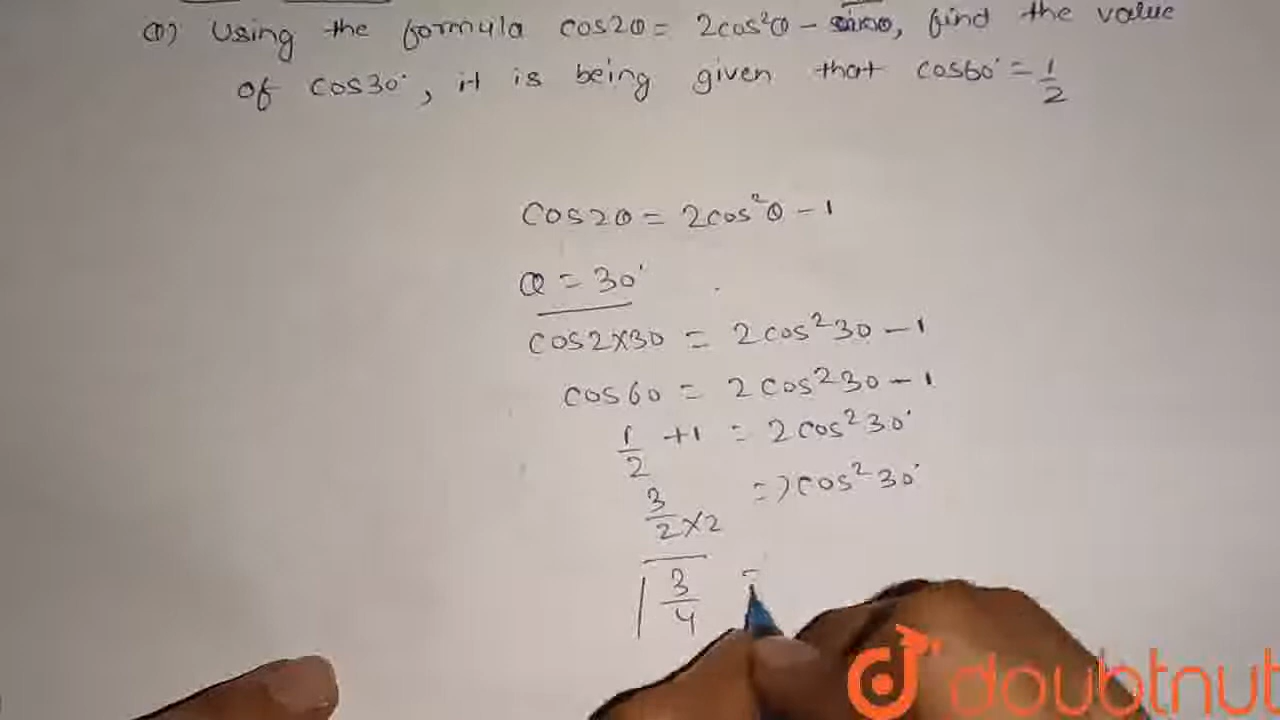 Q) Using the formula cos2θ = 2cos²θ - , find the value
of cos30°, it is being given that cos60° = 1/2
cos2θ = 2cos²θ - 1
θ = 30°
cos2×30 = 2cos²30 - 1
cos60 = 2cos²30 - 1
1/2 + 1 = 2cos²30°
3/2×2 => cos²30°
√3/4 =
doubtnut